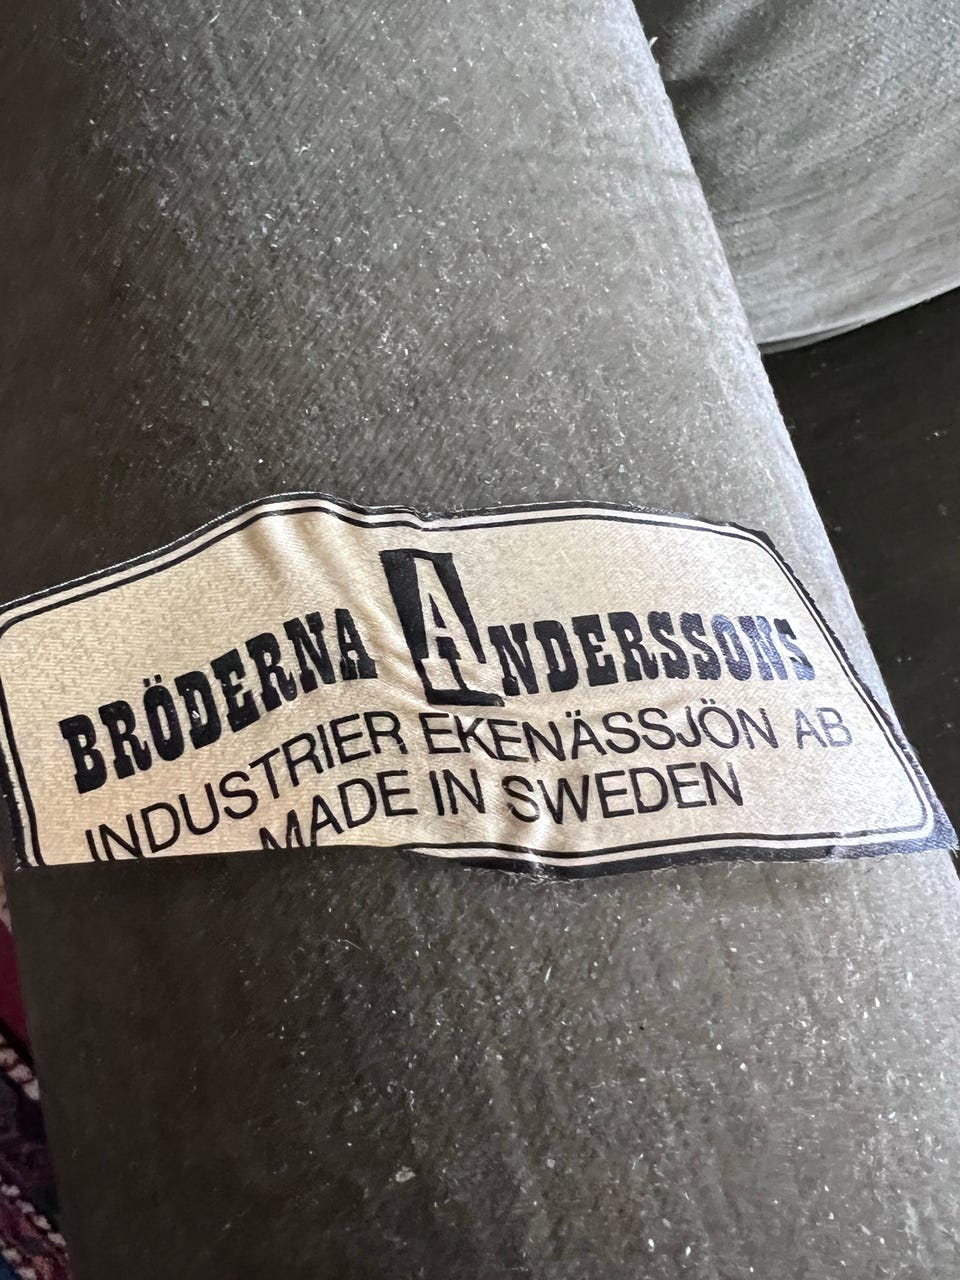 BRÖDERNA ANDERSSONS
INDUSTRIER EKENÄSSJÖN AB
MADE IN SWEDEN